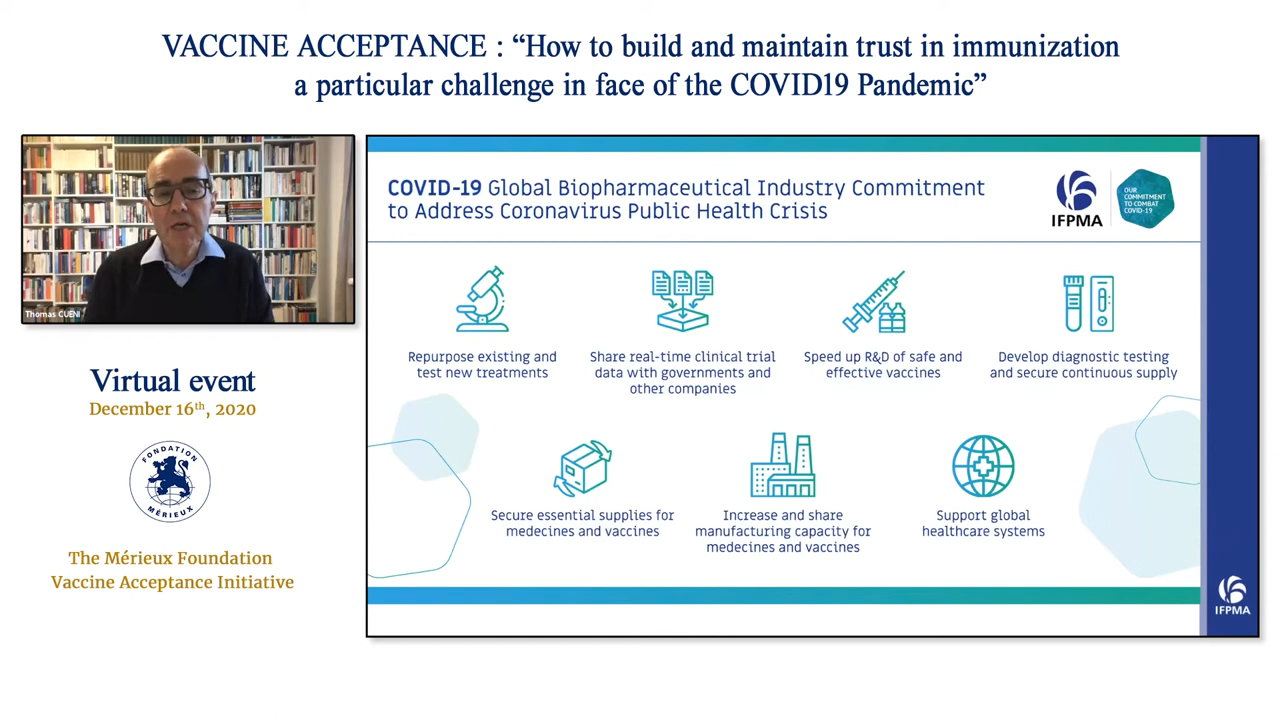 VACCINE ACCEPTANCE : “How to build and maintain trust in immunization
a particular challenge in face of the COVID19 Pandemic”
Thomas CUENI
Virtual event
December 16th, 2020
FONDATION
MÉRIEUX
The Mérieux Foundation
Vaccine Acceptance Initiative
COVID-19 Global Biopharmaceutical Industry Commitment
to Address Coronavirus Public Health Crisis
IFPMA
OUR
COMMITMENT
TO COMBAT
COVID-19
Repurpose existing and
test new treatments
Share real-time clinical trial
data with governments and
other companies
Speed up R&D of safe and
effective vaccines
Develop diagnostic testing
and secure continuous supply
Secure essential supplies for
medecines and vaccines
Increase and share
manufacturing capacity for
medecines and vaccines
Support global
healthcare systems
IFPMA